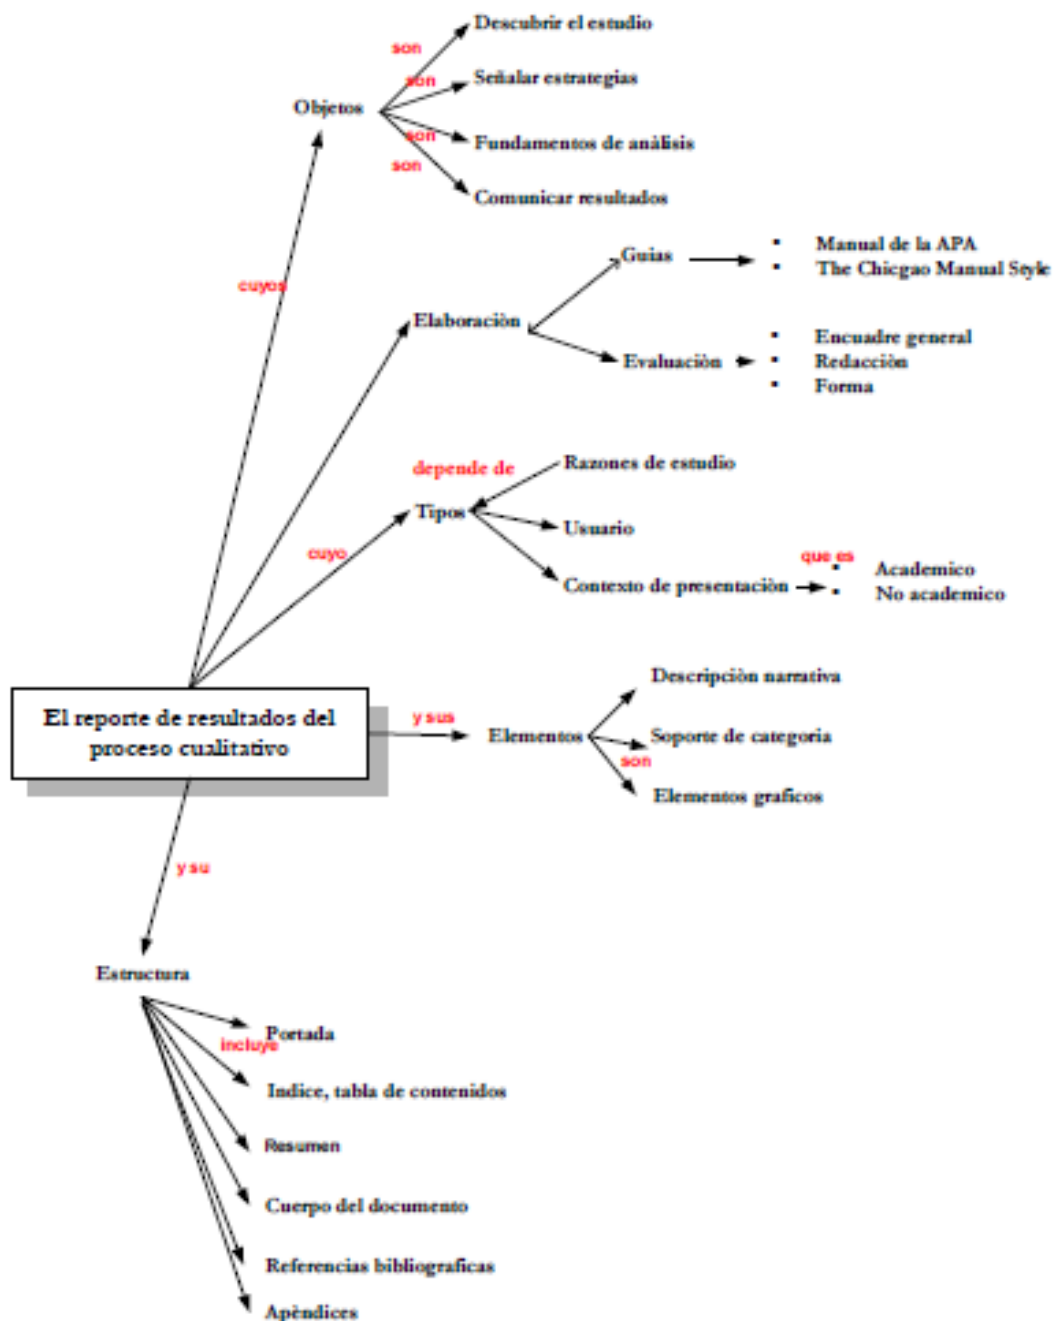 Descubrir el estudio
son
son
Señalar estrategias
Objetos
son
Fundamentos de análisis
son
Comunicar resultados
cuyos
Guias
Manual de la APA
The Chicgao Manual Style
Elaboraciòn
Encuadre general
Evaluaciòn
Redacciòn
Forma
depende de
Razones de estudio
Tipos
Usuario
cuyo
que es
Contexto de presentaciòn
Academico
No academico
El reporte de resultados del
proceso cualitativo
y sus
Elementos
Descripciòn narrativa
Soporte de categoria
son
Elementos graficos
y su
Estructura
Portada
incluye
Indice, tabla de contenidos
Resumen
Cuerpo del documento
Referencias bibliograficas
Apèndices